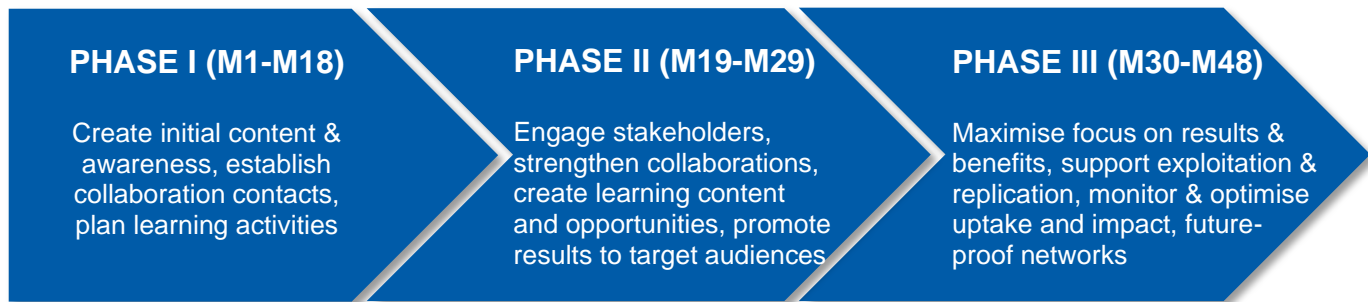 PHASE I (M1-M18)
Create initial content &
awareness, establish
collaboration contacts,
plan learning activities
PHASE II (M19-M29)
Engage stakeholders,
strengthen collaborations,
create learning content
and opportunities, promote
results to target audiences
PHASE III (M30-M48)
Maximise focus on results &
benefits, support exploitation &
replication, monitor & optimise
uptake and impact, future-
proof networks